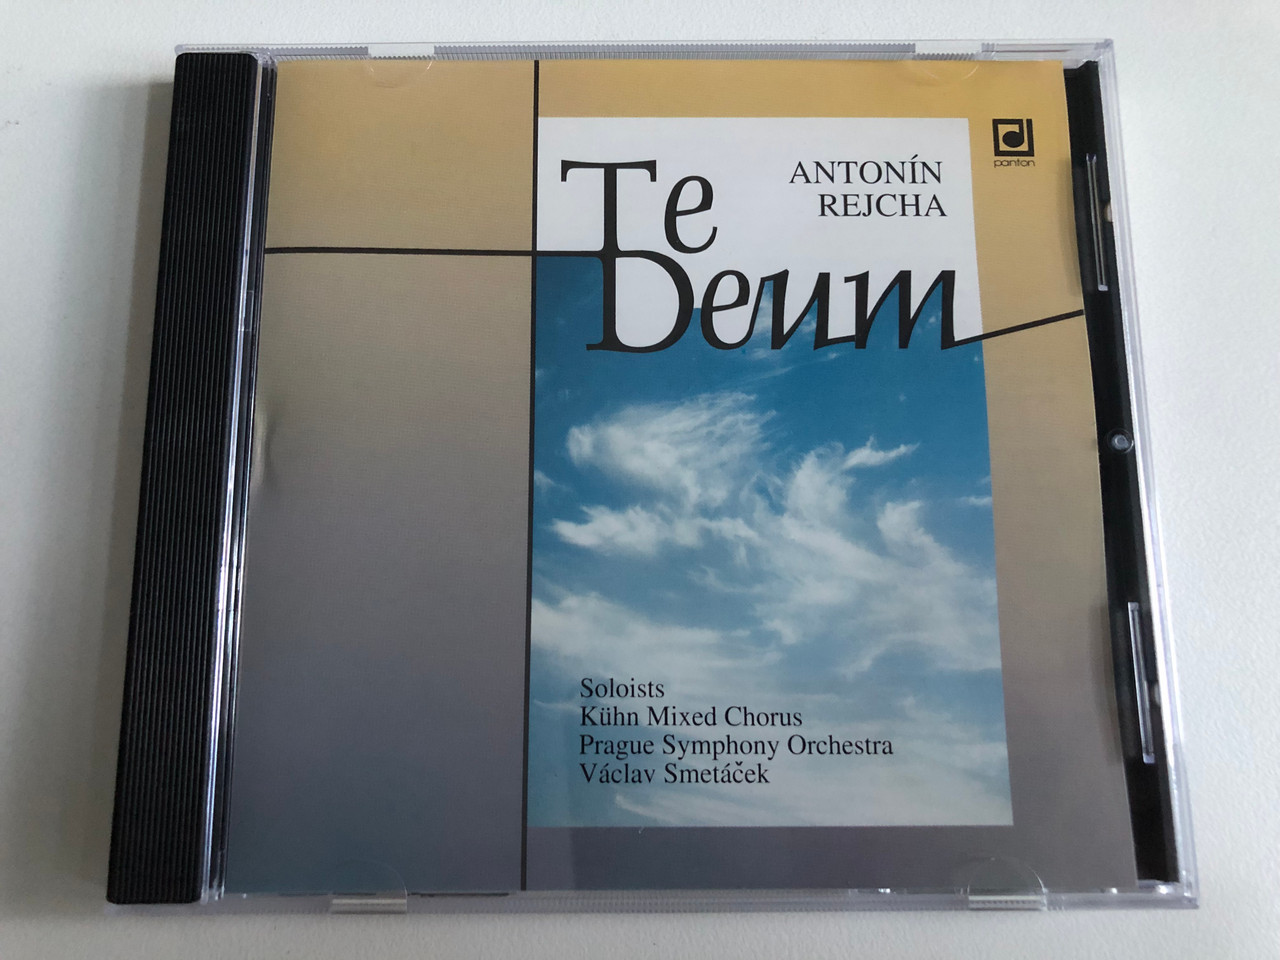 Te
Deum
ANTONÍN
REJCHA
panton
Soloists
Kühn Mixed Chorus
Prague Symphony Orchestra
Václav Smetáček